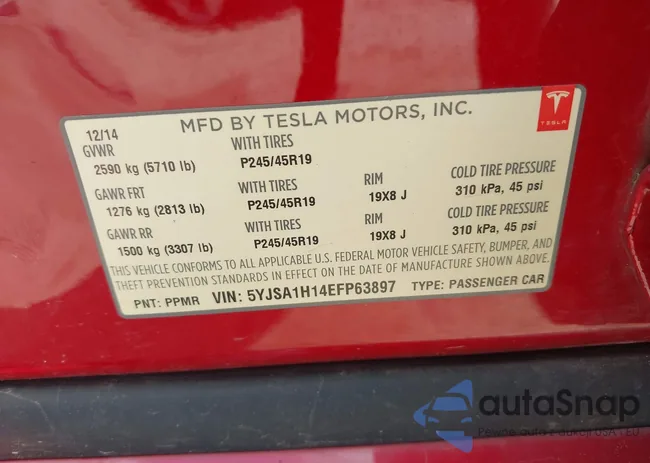 MFD BY TESLA MOTORS, INC.
TESLA
12/14
GVWR WITH TIRES
2590 kg (5710 lb) P245/45R19
GAWR FRT WITH TIRES RIM COLD TIRE PRESSURE
1276 kg (2813 lb) P245/45R19 19X8 J 310 kPa, 45 psi
GAWR RR WITH TIRES RIM COLD TIRE PRESSURE
1500 kg (3307 lb) P245/45R19 19X8 J 310 kPa, 45 psi
THIS VEHICLE CONFORMS TO ALL APPLICABLE U.S. FEDERAL MOTOR VEHICLE SAFETY, BUMPER, AND
THEFT PREVENTION STANDARDS IN EFFECT ON THE DATE OF MANUFACTURE SHOWN ABOVE.
PNT: PPMR VIN: 5YJSA1H14EFP63897 TYPE: PASSENGER CAR
autoSnap